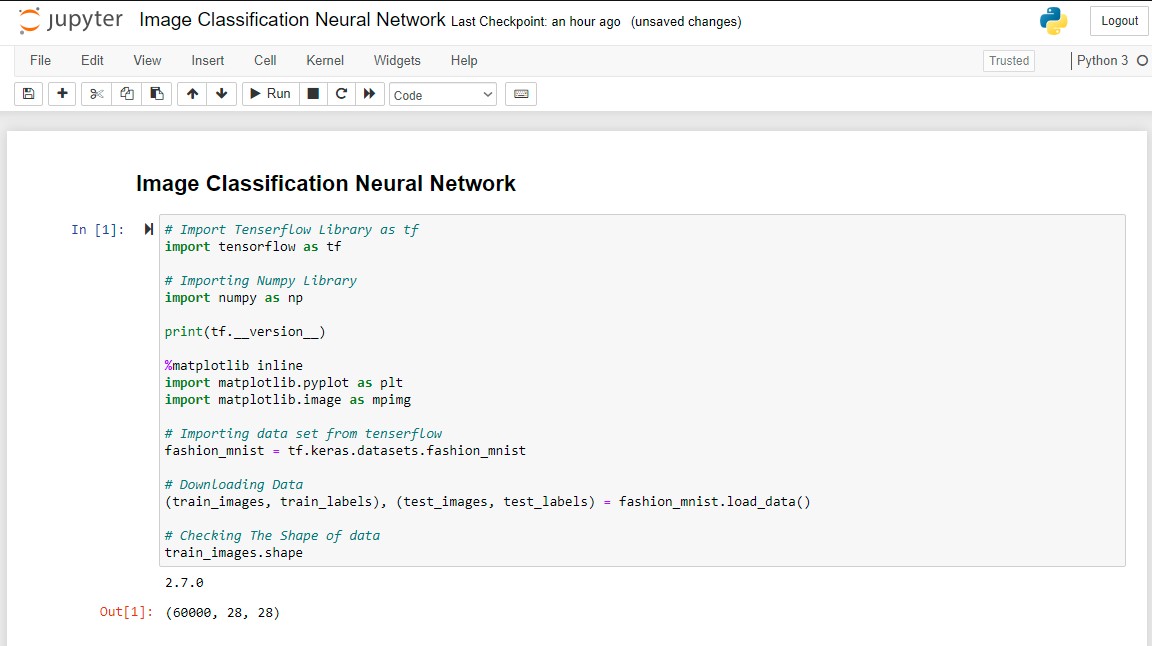 jupyter Image Classification Neural Network Last Checkpoint: an hour ago (unsaved changes) Logout
File Edit View Insert Cell Kernel Widgets Help Trusted Python 3
Run Code
Image Classification Neural Network
In [1]: # Import Tenserflow Library as tf
import tensorflow as tf
# Importing Numpy Library
import numpy as np
print(tf.__version__)
%matplotlib inline
import matplotlib.pyplot as plt
import matplotlib.image as mpimg
# Importing data set from tenserflow
fashion_mnist = tf.keras.datasets.fashion_mnist
# Downloading Data
(train_images, train_labels), (test_images, test_labels) = fashion_mnist.load_data()
# Checking The Shape of data
train_images.shape
2.7.0
Out[1]: (60000, 28, 28)